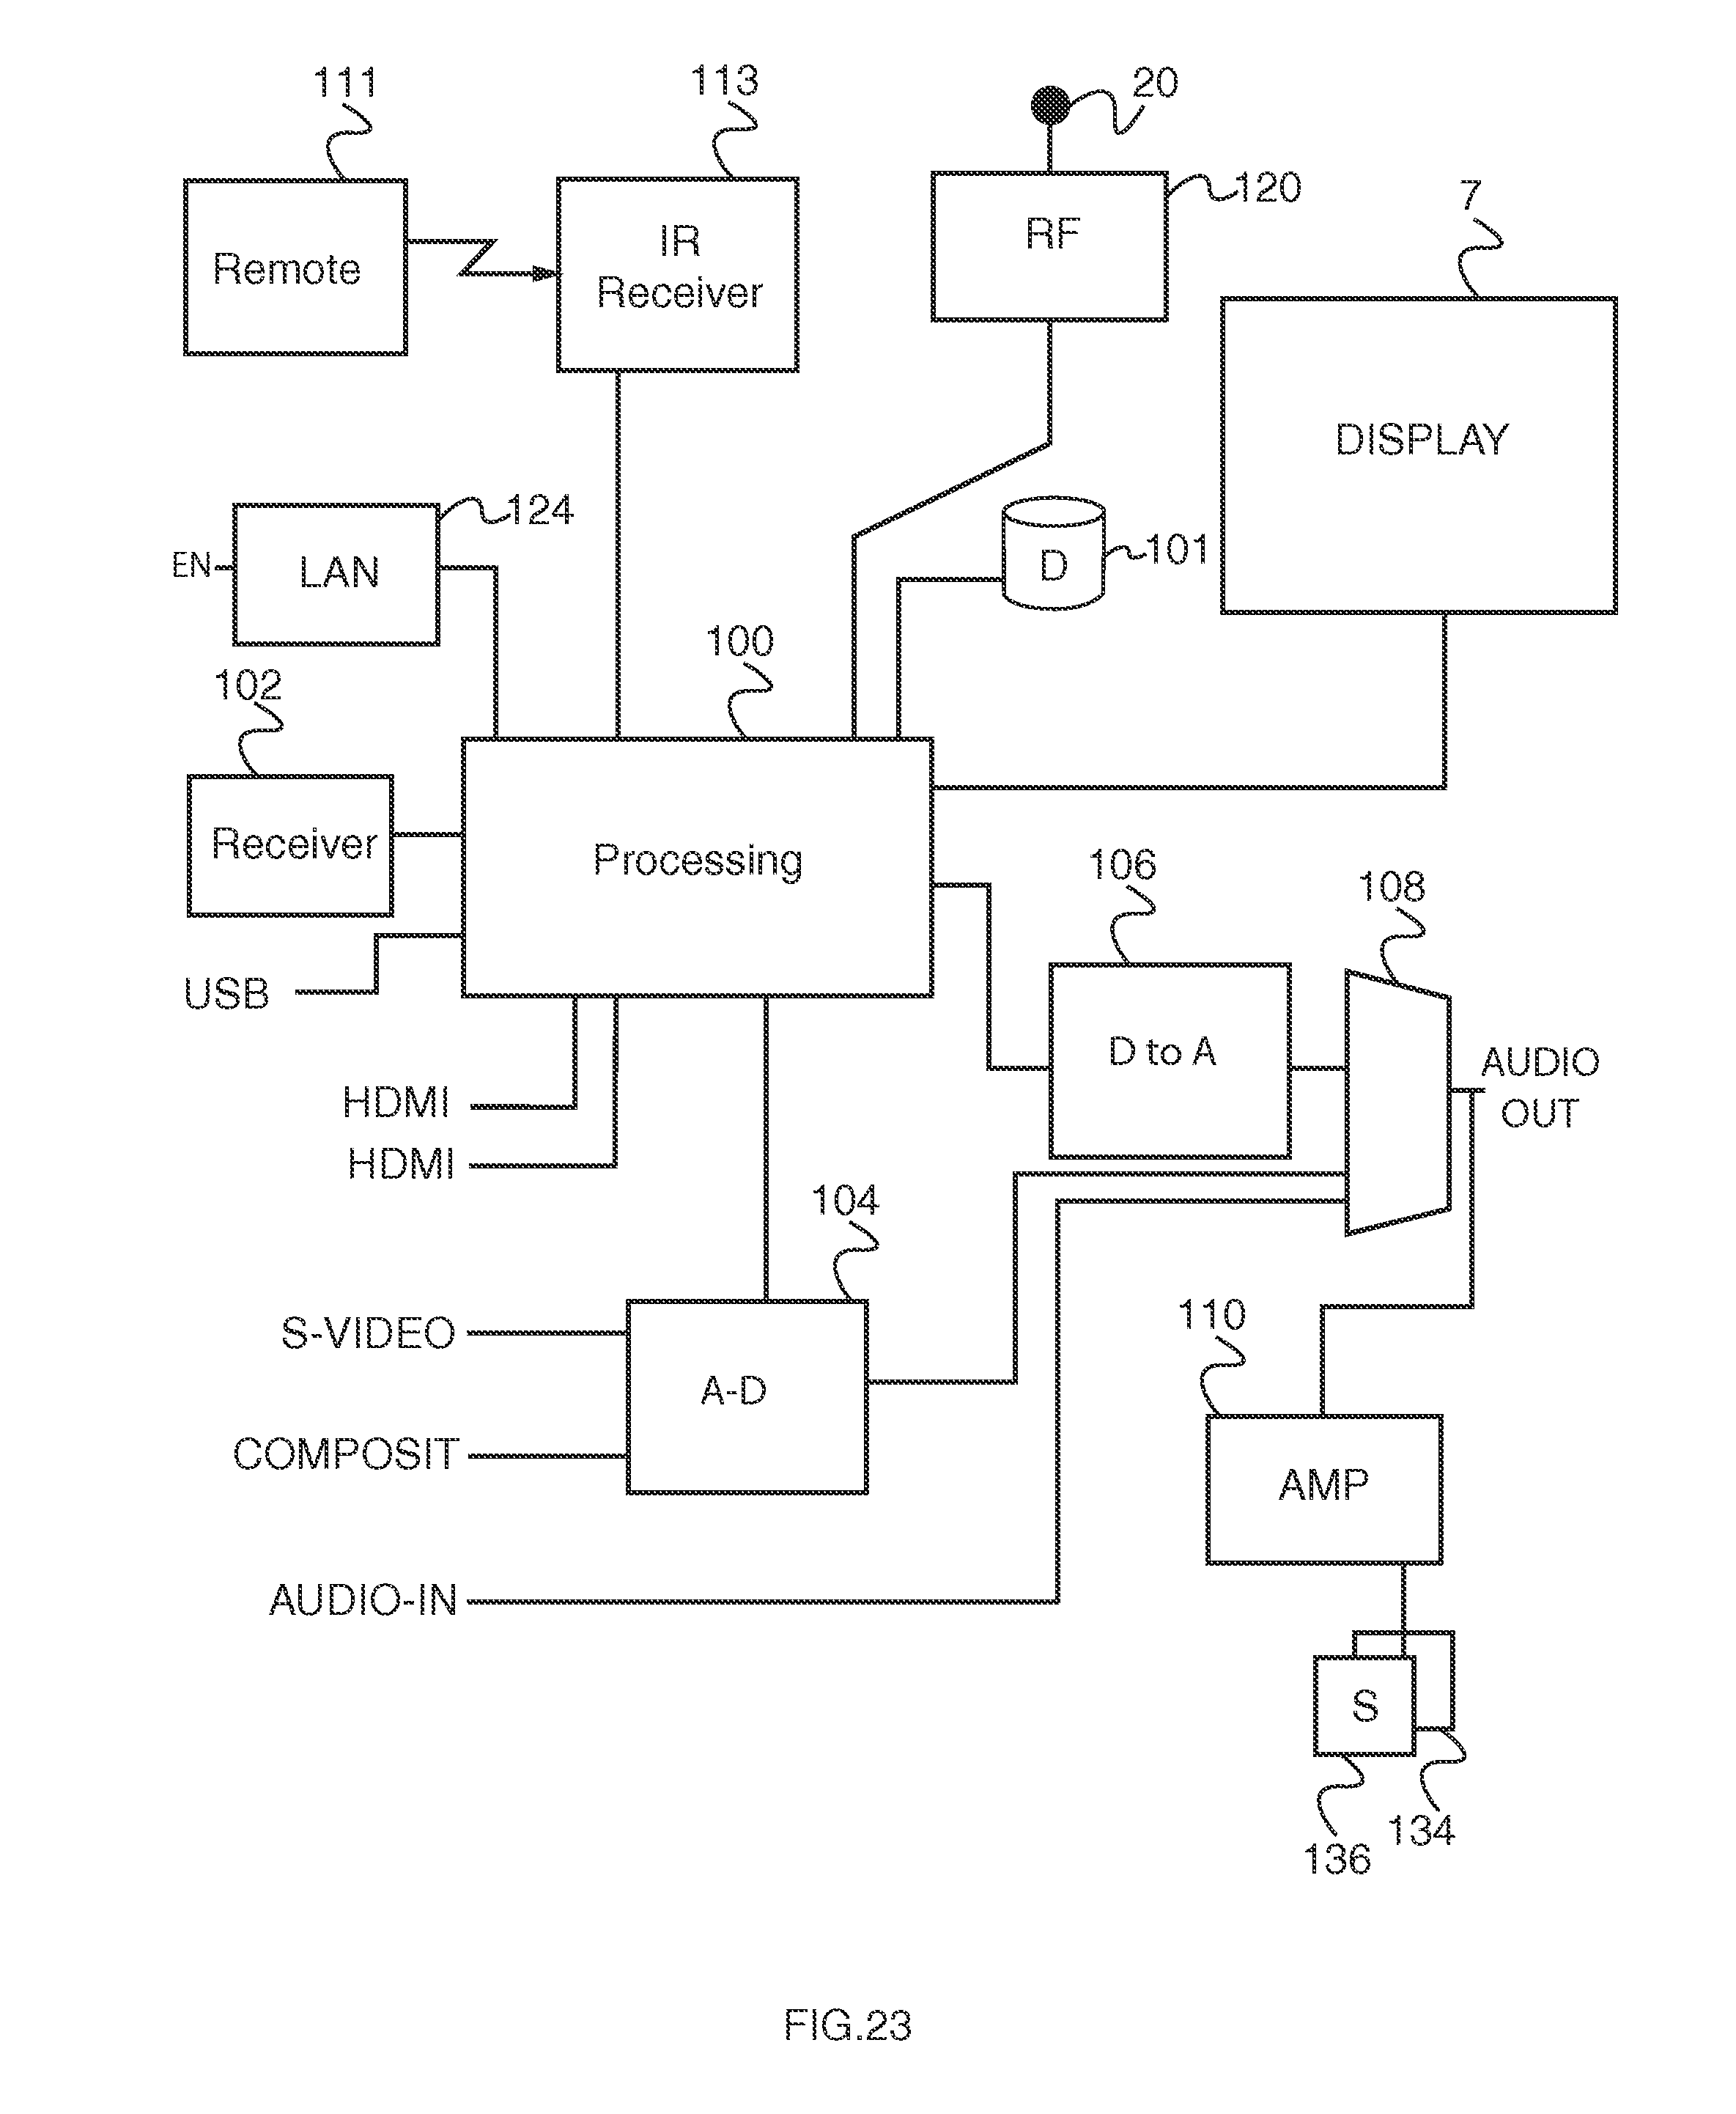 111
113
20
120
7
Remote
IR
Receiver
RF
DISPLAY
124
EN
LAN
D
101
100
102
Receiver
Processing
USB
106
108
D to A
AUDIO
OUT
HDMI
HDMI
104
S-VIDEO
A-D
COMPOSIT
110
AMP
AUDIO-IN
S
134
136
FIG.23